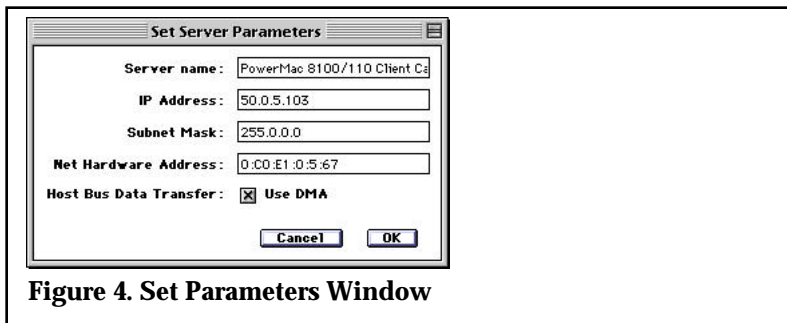 Set Server Parameters
Server name: PowerMac 8100/110 Client Ca
IP Address: 50.0.5.103
Subnet Mask: 255.0.0.0
Net Hardware Address: 0:C0:E1:0:5:67
Host Bus Data Transfer: Use DMA
Cancel OK
Figure 4. Set Parameters Window